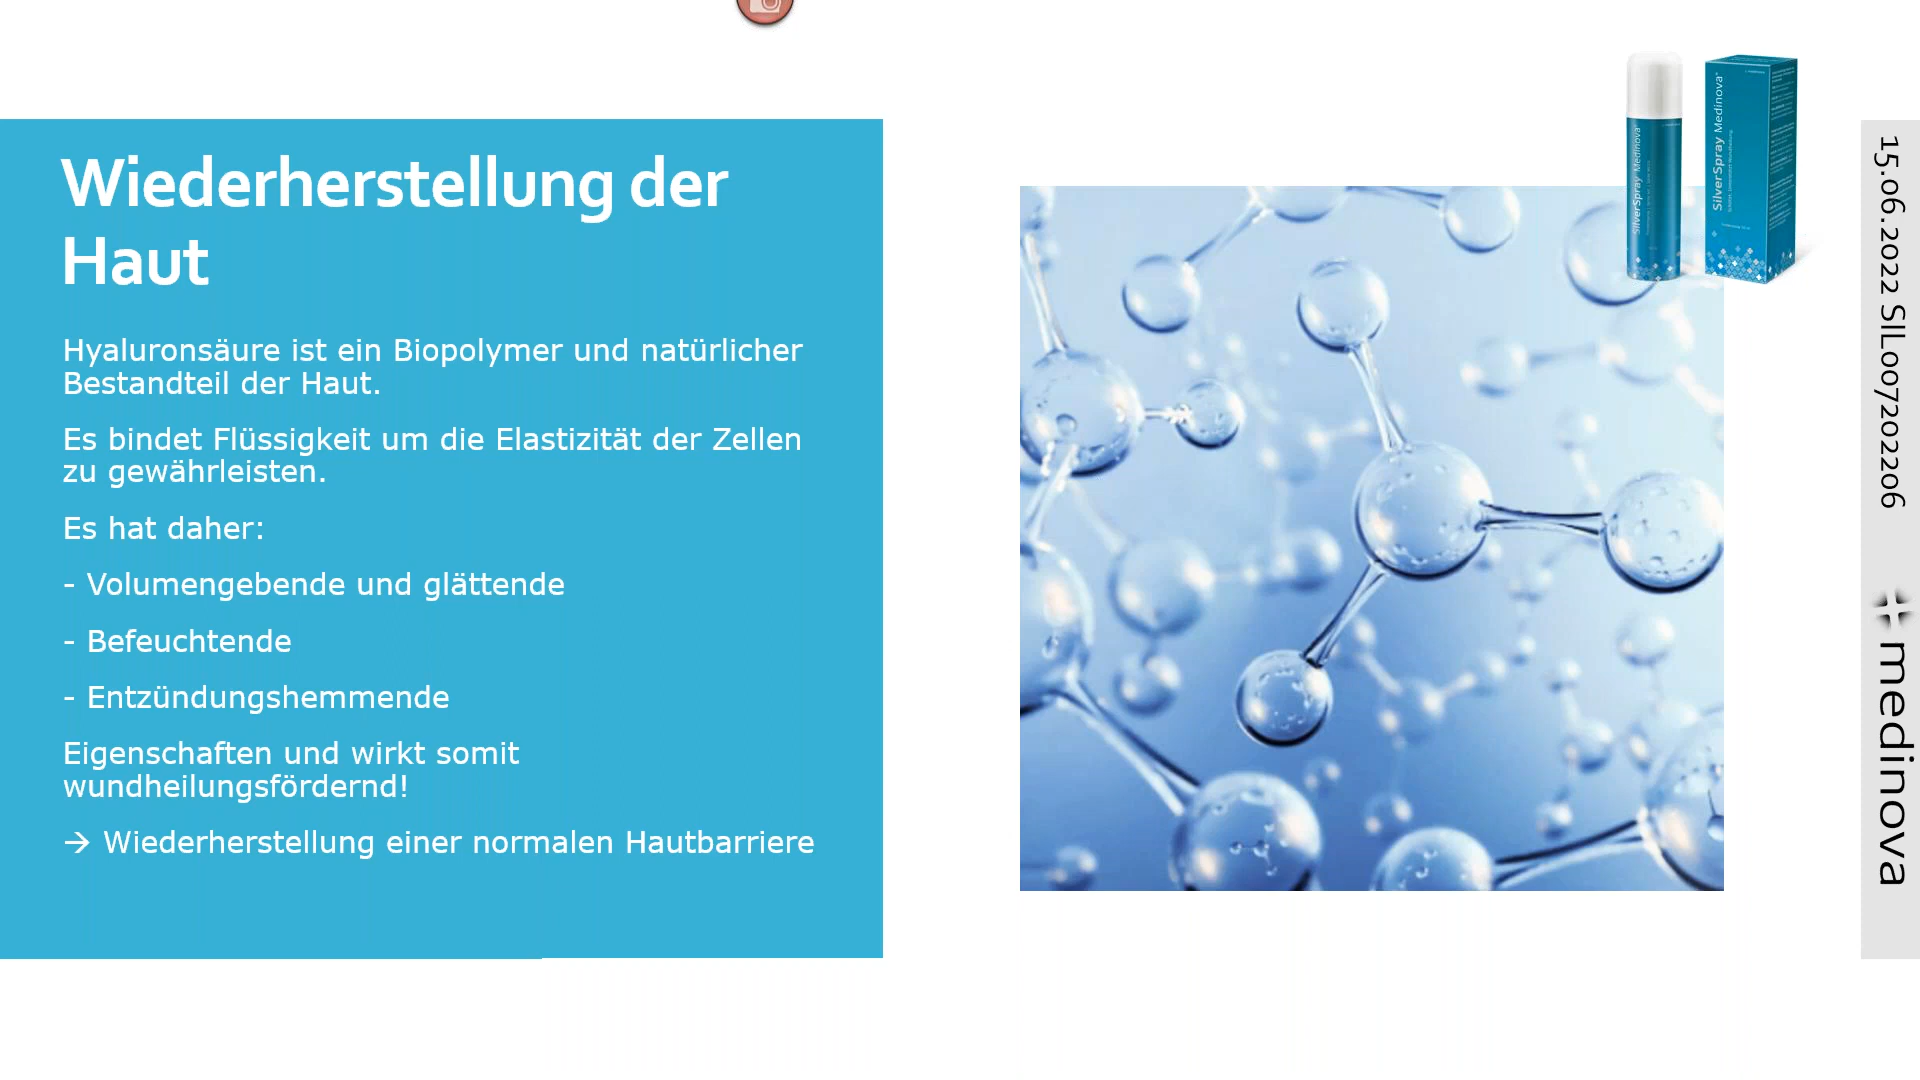 Wiederherstellung der
Haut
Hyaluronsäure ist ein Biopolymer und natürlicher
Bestandteil der Haut.
Es bindet Flüssigkeit um die Elastizität der Zellen
zu gewährleisten.
Es hat daher:
- Volumengebende und glättende
- Befeuchtende
- Entzündungshemmende
Eigenschaften und wirkt somit
wundheilungsfördernd!
→ Wiederherstellung einer normalen Hautbarriere
SilverSpray Medinova
SilverSpray Medinova
15.06.2022 SIL.007202206
medinova